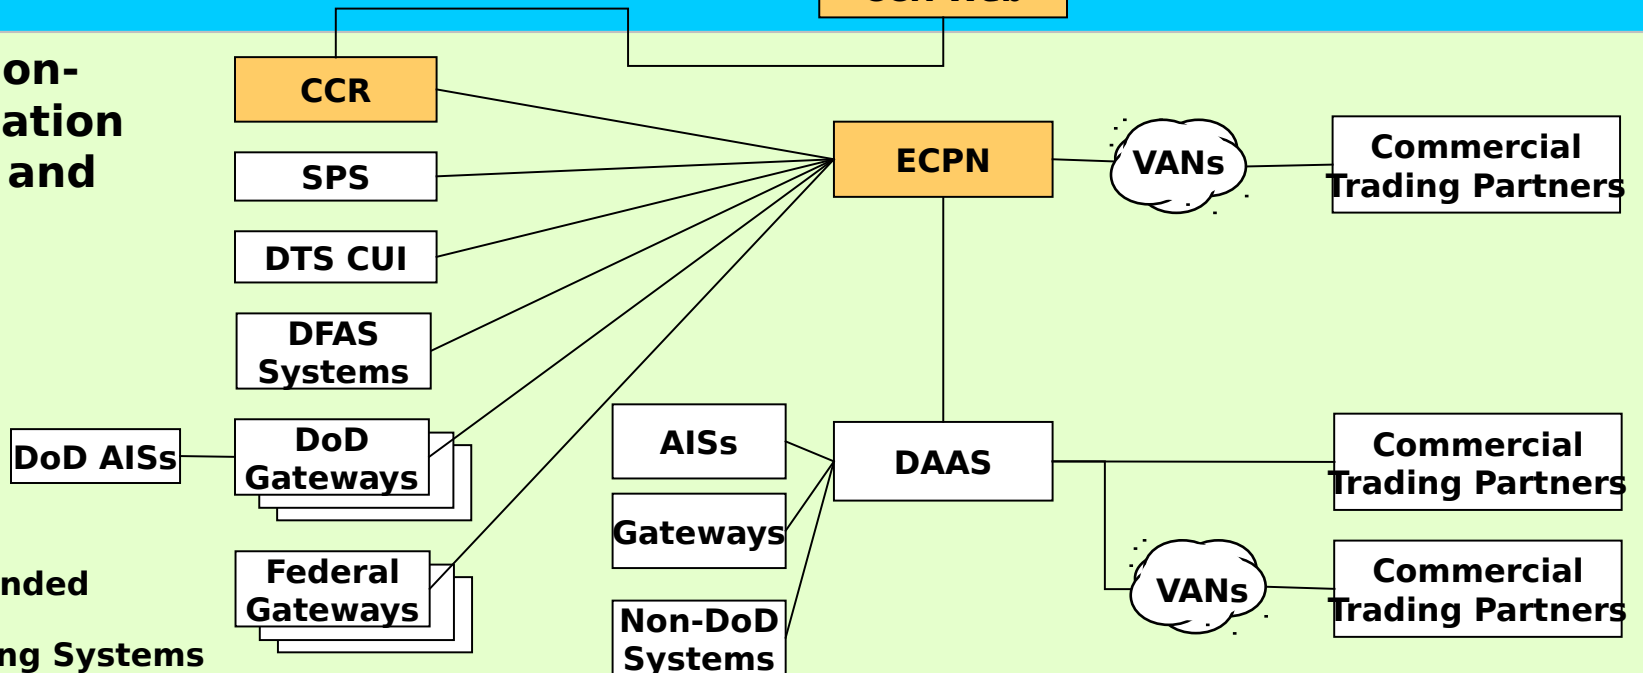 on-
ation
and
CCR
SPS
DTS CUI
DFAS
Systems
DoD AISs
DoD
Gateways
Federal
Gateways
nded
ng Systems
ECPN
VANs
Commercial
Trading Partners
AISs
Gateways
Non-DoD
Systems
DAAS
Commercial
Trading Partners
VANs
Commercial
Trading Partners